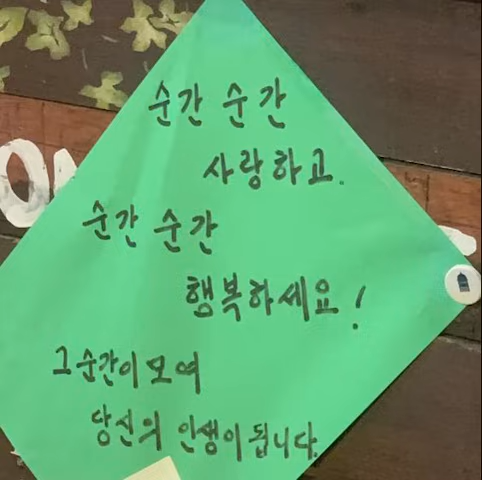 순간 순간
사랑하고.
순간 순간
행복하세요!
그 순간이 모여
당신의 인생이 됩니다.